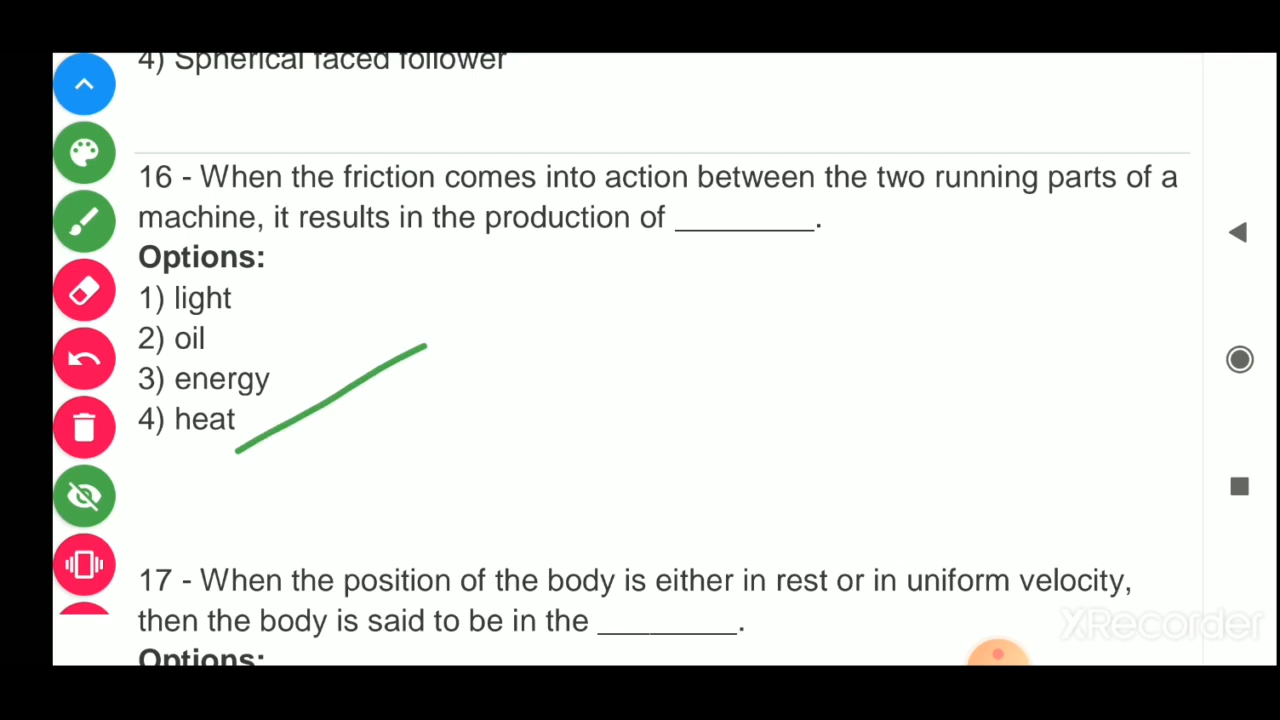 4) Spherical faced follower
16 - When the friction comes into action between the two running parts of a
machine, it results in the production of _________.
Options:
1) light
2) oil
3) energy
4) heat
17 - When the position of the body is either in rest or in uniform velocity,
then the body is said to be in the _________.
XRecorder
Options: